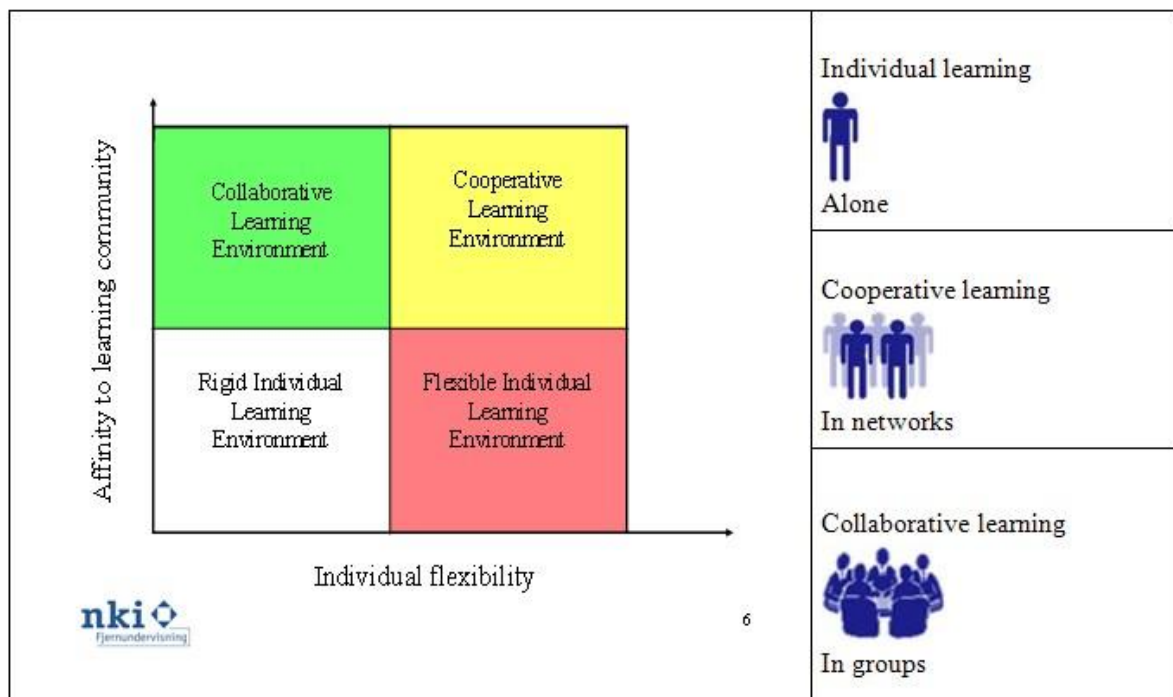 Affinity to learning community
Collaborative
Learning
Environment
Cooperative
Learning
Environment
Rigid Individual
Learning
Environment
Flexible Individual
Learning
Environment
Individual flexibility
nki
Fjernundervisning
6
Individual learning
Alone
Cooperative learning
In networks
Collaborative learning
In groups